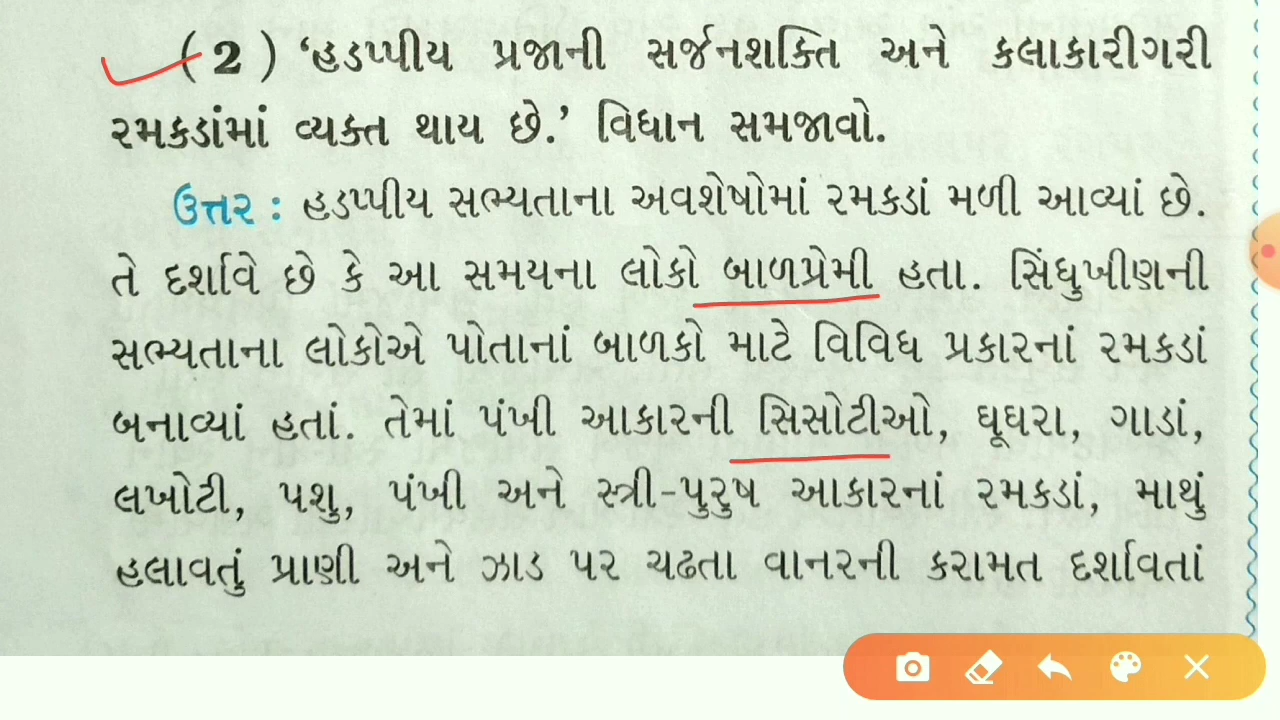 (2) 'હડપ્પીય પ્રજાની સર્જનશક્તિ અને કલાકારીગરી
રમકડાંમાં વ્યક્ત થાય છે.' વિધાન સમજાવો.
ઉત્તર : હડપ્પીય સભ્યતાના અવશેષોમાં રમકડાં મળી આવ્યાં છે.
તે દર્શાવે છે કે આ સમયના લોકો બાળપ્રેમી હતા. સિંધુખીણની
સભ્યતાના લોકોએ પોતાનાં બાળકો માટે વિવિધ પ્રકારનાં રમકડાં
બનાવ્યાં હતાં. તેમાં પંખી આકારની સિસોટીઓ, ઘૂઘરા, ગાડાં,
લખોટી, પશુ, પંખી અને સ્ત્રી-પુરુષ આકારનાં રમકડાં, માથું
હલાવતું પ્રાણી અને ઝાડ પર ચઢતા વાનરની કરામત દર્શાવતાં